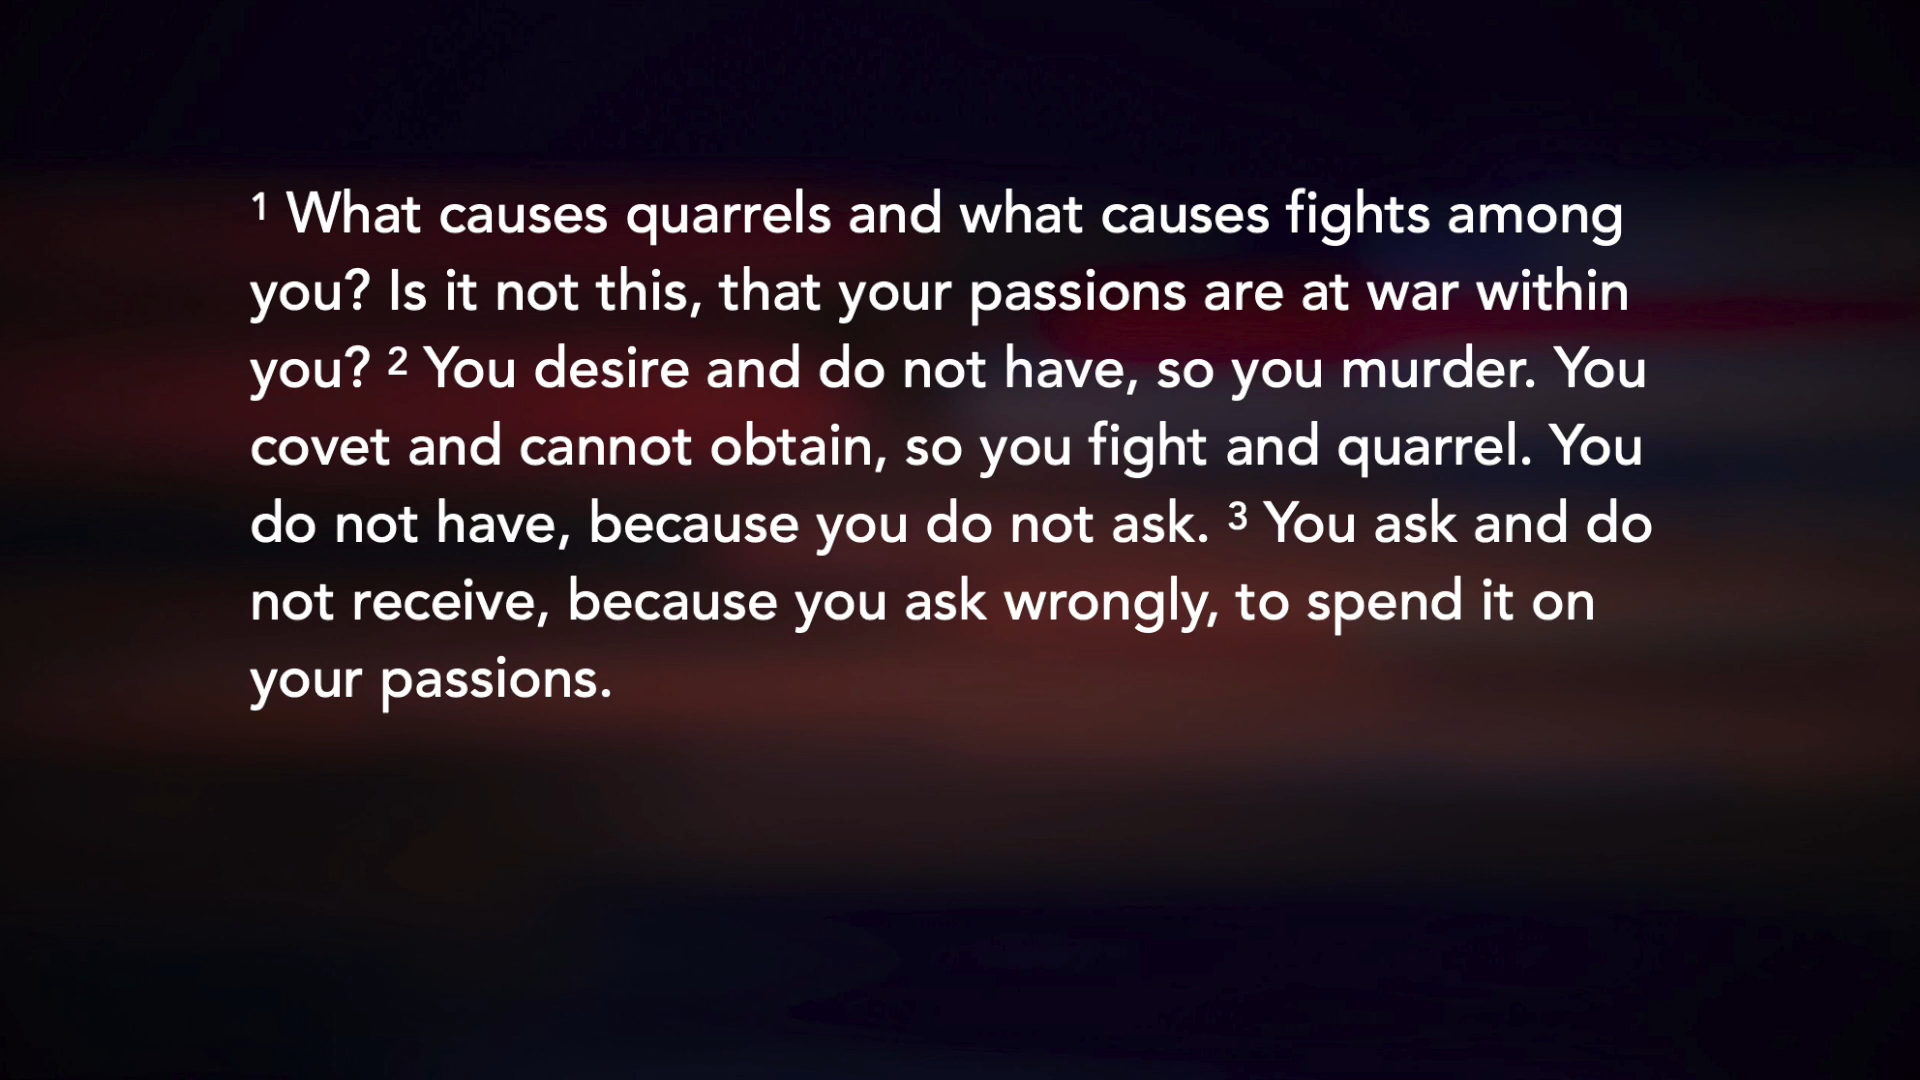 ¹ What causes quarrels and what causes fights among
you? Is it not this, that your passions are at war within
you? ² You desire and do not have, so you murder. You
covet and cannot obtain, so you fight and quarrel. You
do not have, because you do not ask. ³ You ask and do
not receive, because you ask wrongly, to spend it on
your passions.